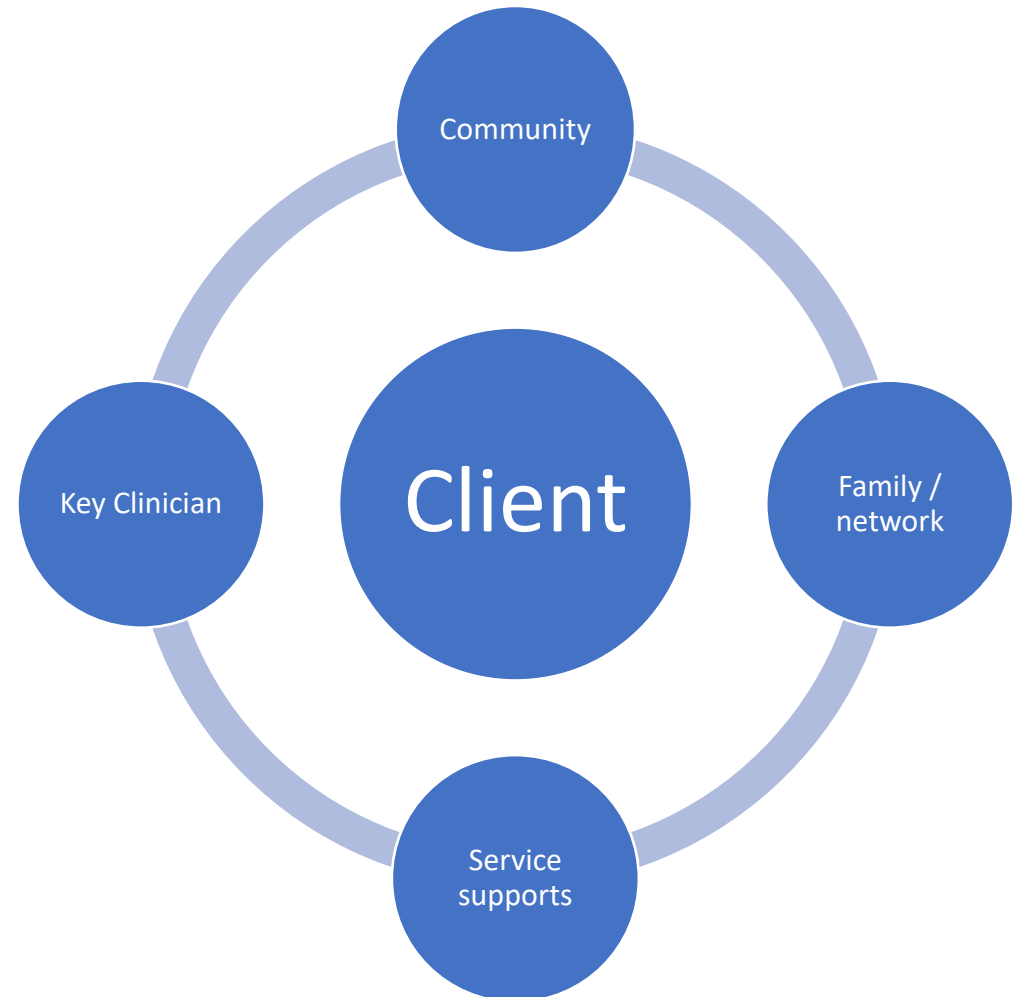 Community
Key Clinician
Client
Family /
network
Service
supports